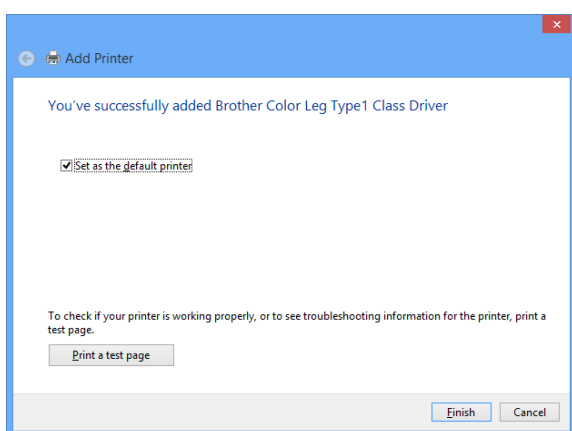 Add Printer
You've successfully added Brother Color Leg Type1 Class Driver
Set as the default printer
To check if your printer is working properly, or to see troubleshooting information for the printer, print a
test page.
Print a test page
Finish Cancel